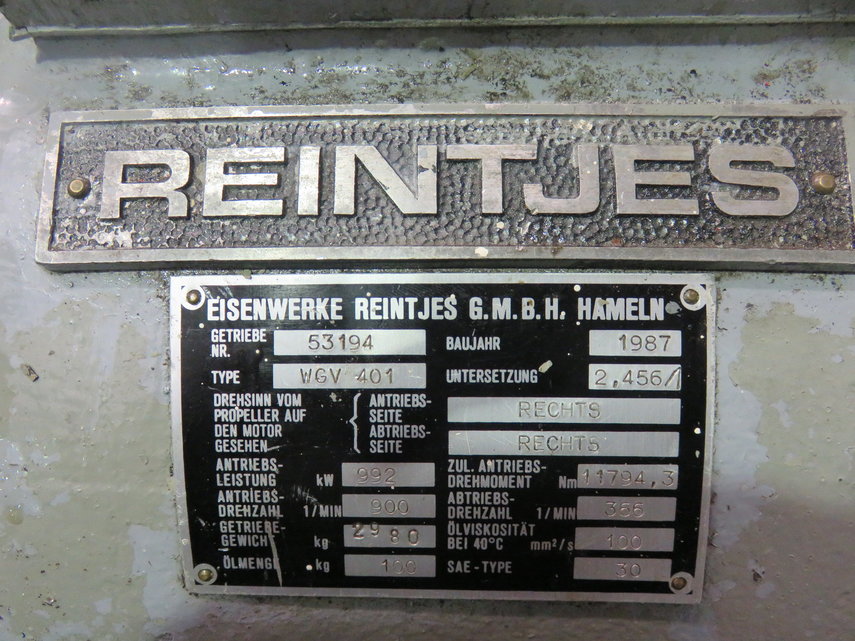 REINTJES
EISENWERKE REINTJES G.M.B.H. HAMELN
GETRIEBE NR. 53194 BAUJAHR 1987
TYPE WGV 401 UNTERSETZUNG 2,456/1
DREHSINN VOM PROPELLER AUF DEN MOTOR GESEHEN
ANTRIEBS-SEITE RECHTS
ABTRIEBS-SEITE RECHTS
ANTRIEBS-LEISTUNG kW 992 ZUL. ANTRIEBS-DREHMOMENT Nm 11794,3
ANTRIEBS-DREHZAHL 1/MIN 900 ABTRIEBS-DREHZAHL 1/MIN 366
GETRIEBE-GEWICHT kg 2980 ÖLVISKOSITÄT BEI 40°C mm²/s 100
ÖLMENGE kg 100 SAE-TYPE 30